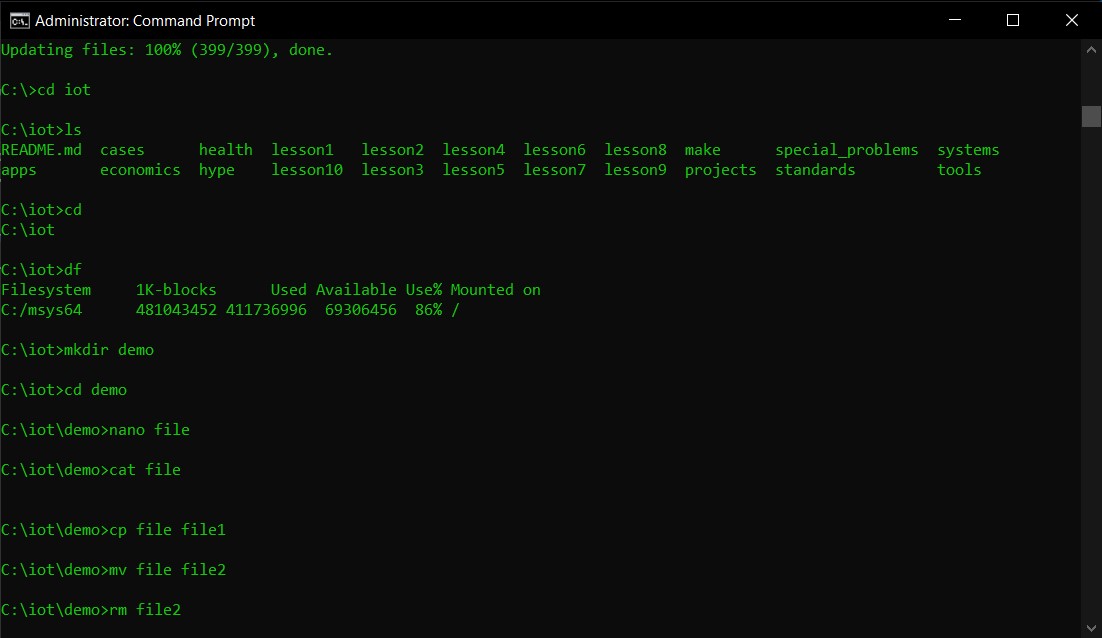 Administrator: Command Prompt
Updating files: 100% (399/399), done.
C:\>cd iot
C:\iot>ls
README.md  cases      health  lesson1   lesson2  lesson4  lesson6  lesson8  make      special_problems  systems
apps       economics  hype    lesson10  lesson3  lesson5  lesson7  lesson9  projects  standards         tools
C:\iot>cd
C:\iot
C:\iot>df
Filesystem     1K-blocks      Used Available Use% Mounted on
C:/msys64      481043452 411736996  69306456  86% /
C:\iot>mkdir demo
C:\iot>cd demo
C:\iot\demo>nano file
C:\iot\demo>cat file
C:\iot\demo>cp file file1
C:\iot\demo>mv file file2
C:\iot\demo>rm file2